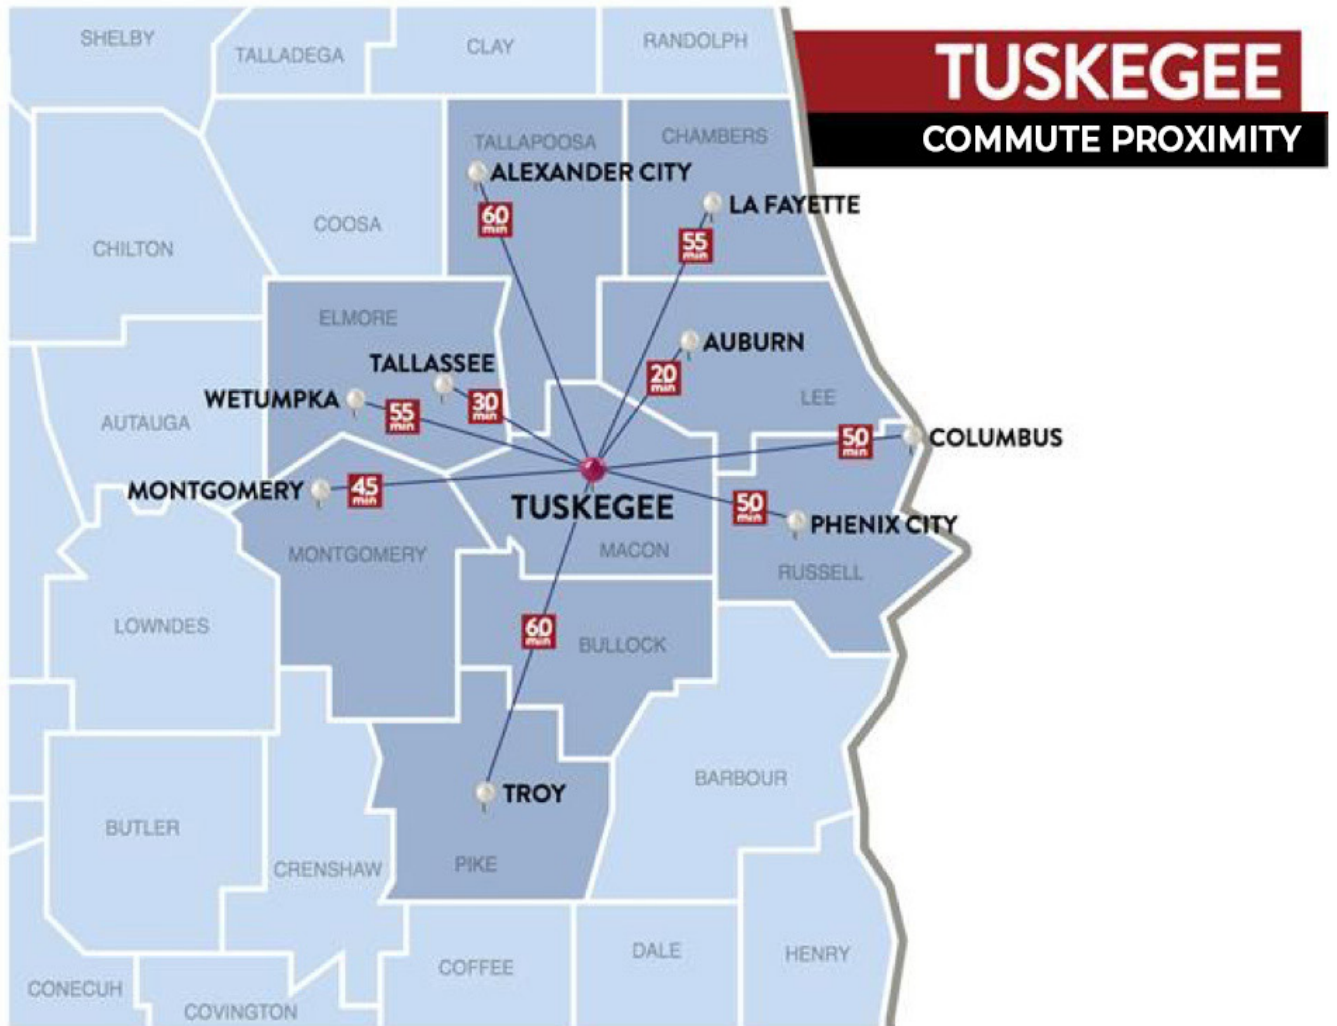 TUSKEGEE
COMMUTE PROXIMITY
SHELBY
TALLADEGA
CLAY
RANDOLPH
TALLAPOOSA
CHAMBERS
ALEXANDER CITY
60
min
LA FAYETTE
55
min
COOSA
CHILTON
ELMORE
TALLASSEE
AUBURN
20
min
WETUMPKA
55
min
30
min
LEE
AUTAUGA
50
min
COLUMBUS
MONTGOMERY
45
min
TUSKEGEE
50
min
PHENIX CITY
MONTGOMERY
MACON
RUSSELL
LOWNDES
60
min
BULLOCK
TROY
BARBOUR
BUTLER
CRENSHAW
PIKE
COFFEE
DALE
HENRY
CONECUH
COVINGTON